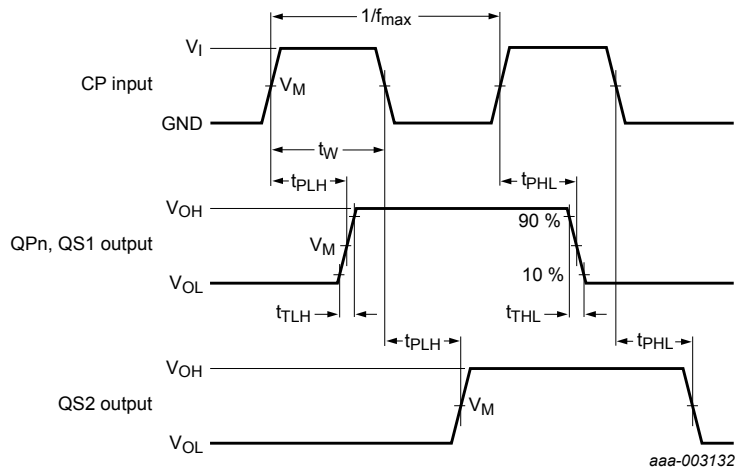 1/fmax
VI
CP input
VM
GND
tW
tPLH
tPHL
VOH
90 %
QPn, QS1 output
VM
10 %
VOL
tTLH
tTHL
tPLH
tPHL
VOH
QS2 output
VM
VOL
aaa-003132